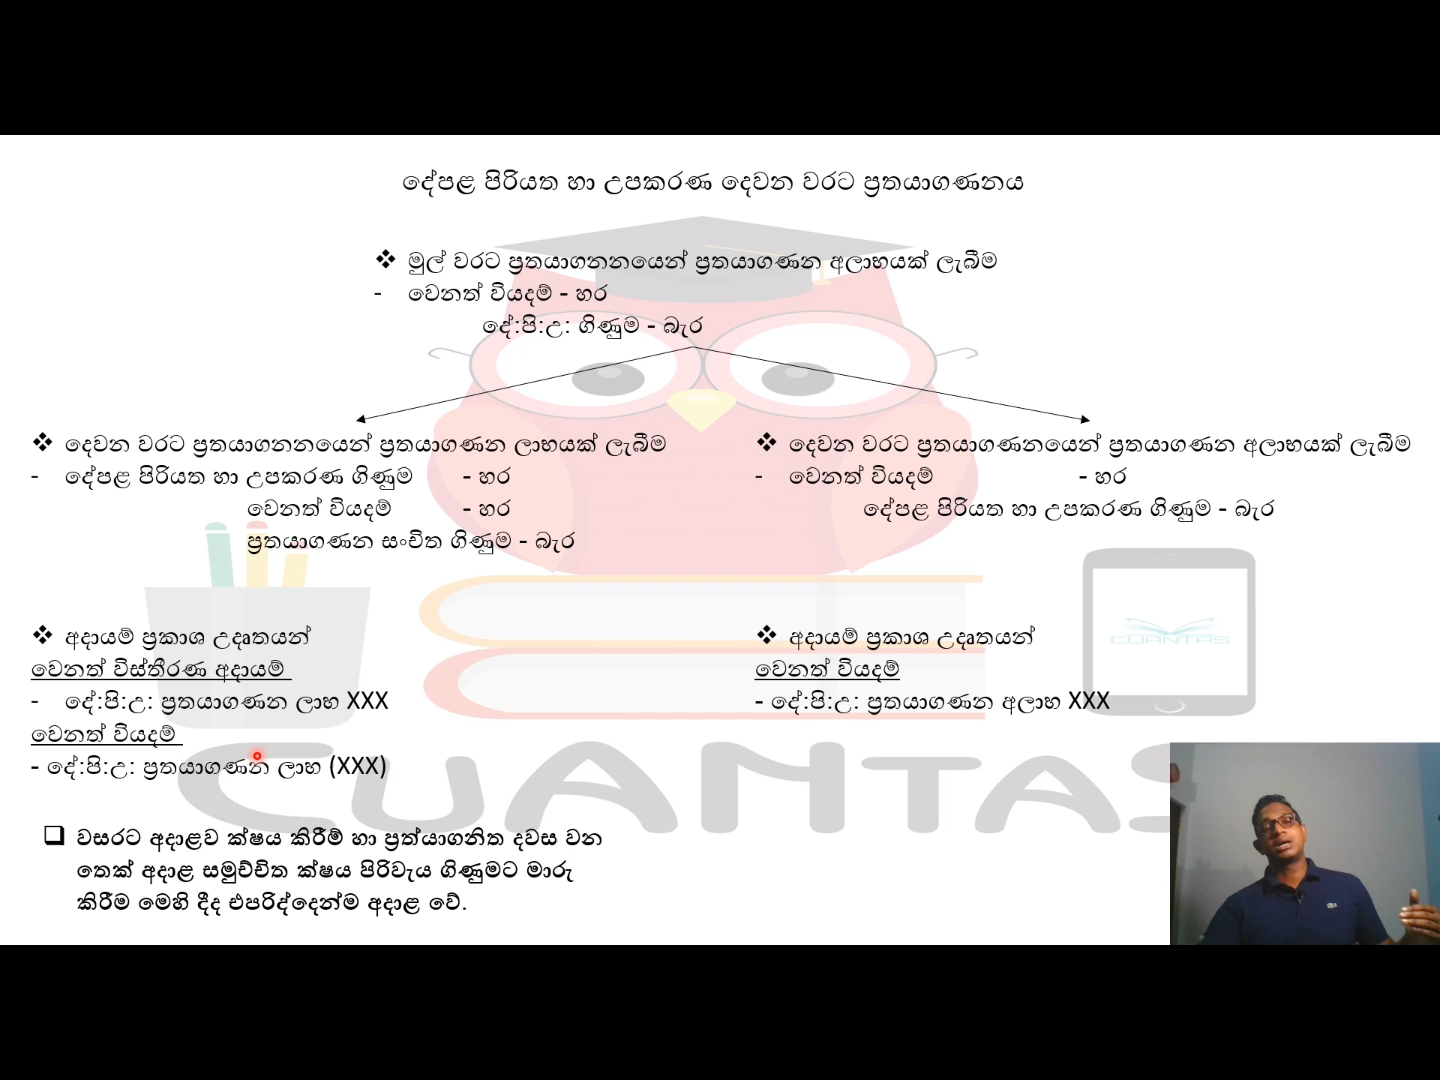 දේපළ පිරියත හා උපකරණ දෙවන වරට ප්‍රතයාගණනය
❖ මුල් වරට ප්‍රතයාගනනයෙන් ප්‍රතයාගණන අලාභයක් ලැබීම
- වෙනත් වියදම් - හර
දේ:පි:උ: ගිණුම - බැර
❖ දෙවන වරට ප්‍රතයාගනනයෙන් ප්‍රතයාගණන ලාභයක් ලැබීම
- දේපළ පිරියත හා උපකරණ ගිණුම - හර
වෙනත් වියදම් - හර
ප්‍රතයාගණන සංචිත ගිණුම - බැර
❖ දෙවන වරට ප්‍රතයාගණනයෙන් ප්‍රතයාගණන අලාභයක් ලැබීම
- වෙනත් වියදම් - හර
දේපළ පිරියත හා උපකරණ ගිණුම - බැර
❖ අදායම් ප්‍රකාශ උදෘතයන්
වෙනත් විස්තීරණ අදායම්
- දේ:පි:උ: ප්‍රතයාගණන ලාභ XXX
වෙනත් වියදම්
- දේ:පි:උ: ප්‍රතයාගණන ලාභ (XXX)
❖ අදායම් ප්‍රකාශ උදෘතයන්
වෙනත් වියදම්
- දේ:පි:උ: ප්‍රතයාගණන අලාභ XXX
❑ වසරට අදාළව ක්ෂය කිරීම් හා ප්‍රත්යාගනිත දවස වන
තෙක් අදාළ සමුච්චිත ක්ෂය පිරිවැය ගිණුමට මාරු
කිරීම මෙහි දීද එපරිද්දෙන්ම අදාළ වේ.
CUANTAS
CUANTAS